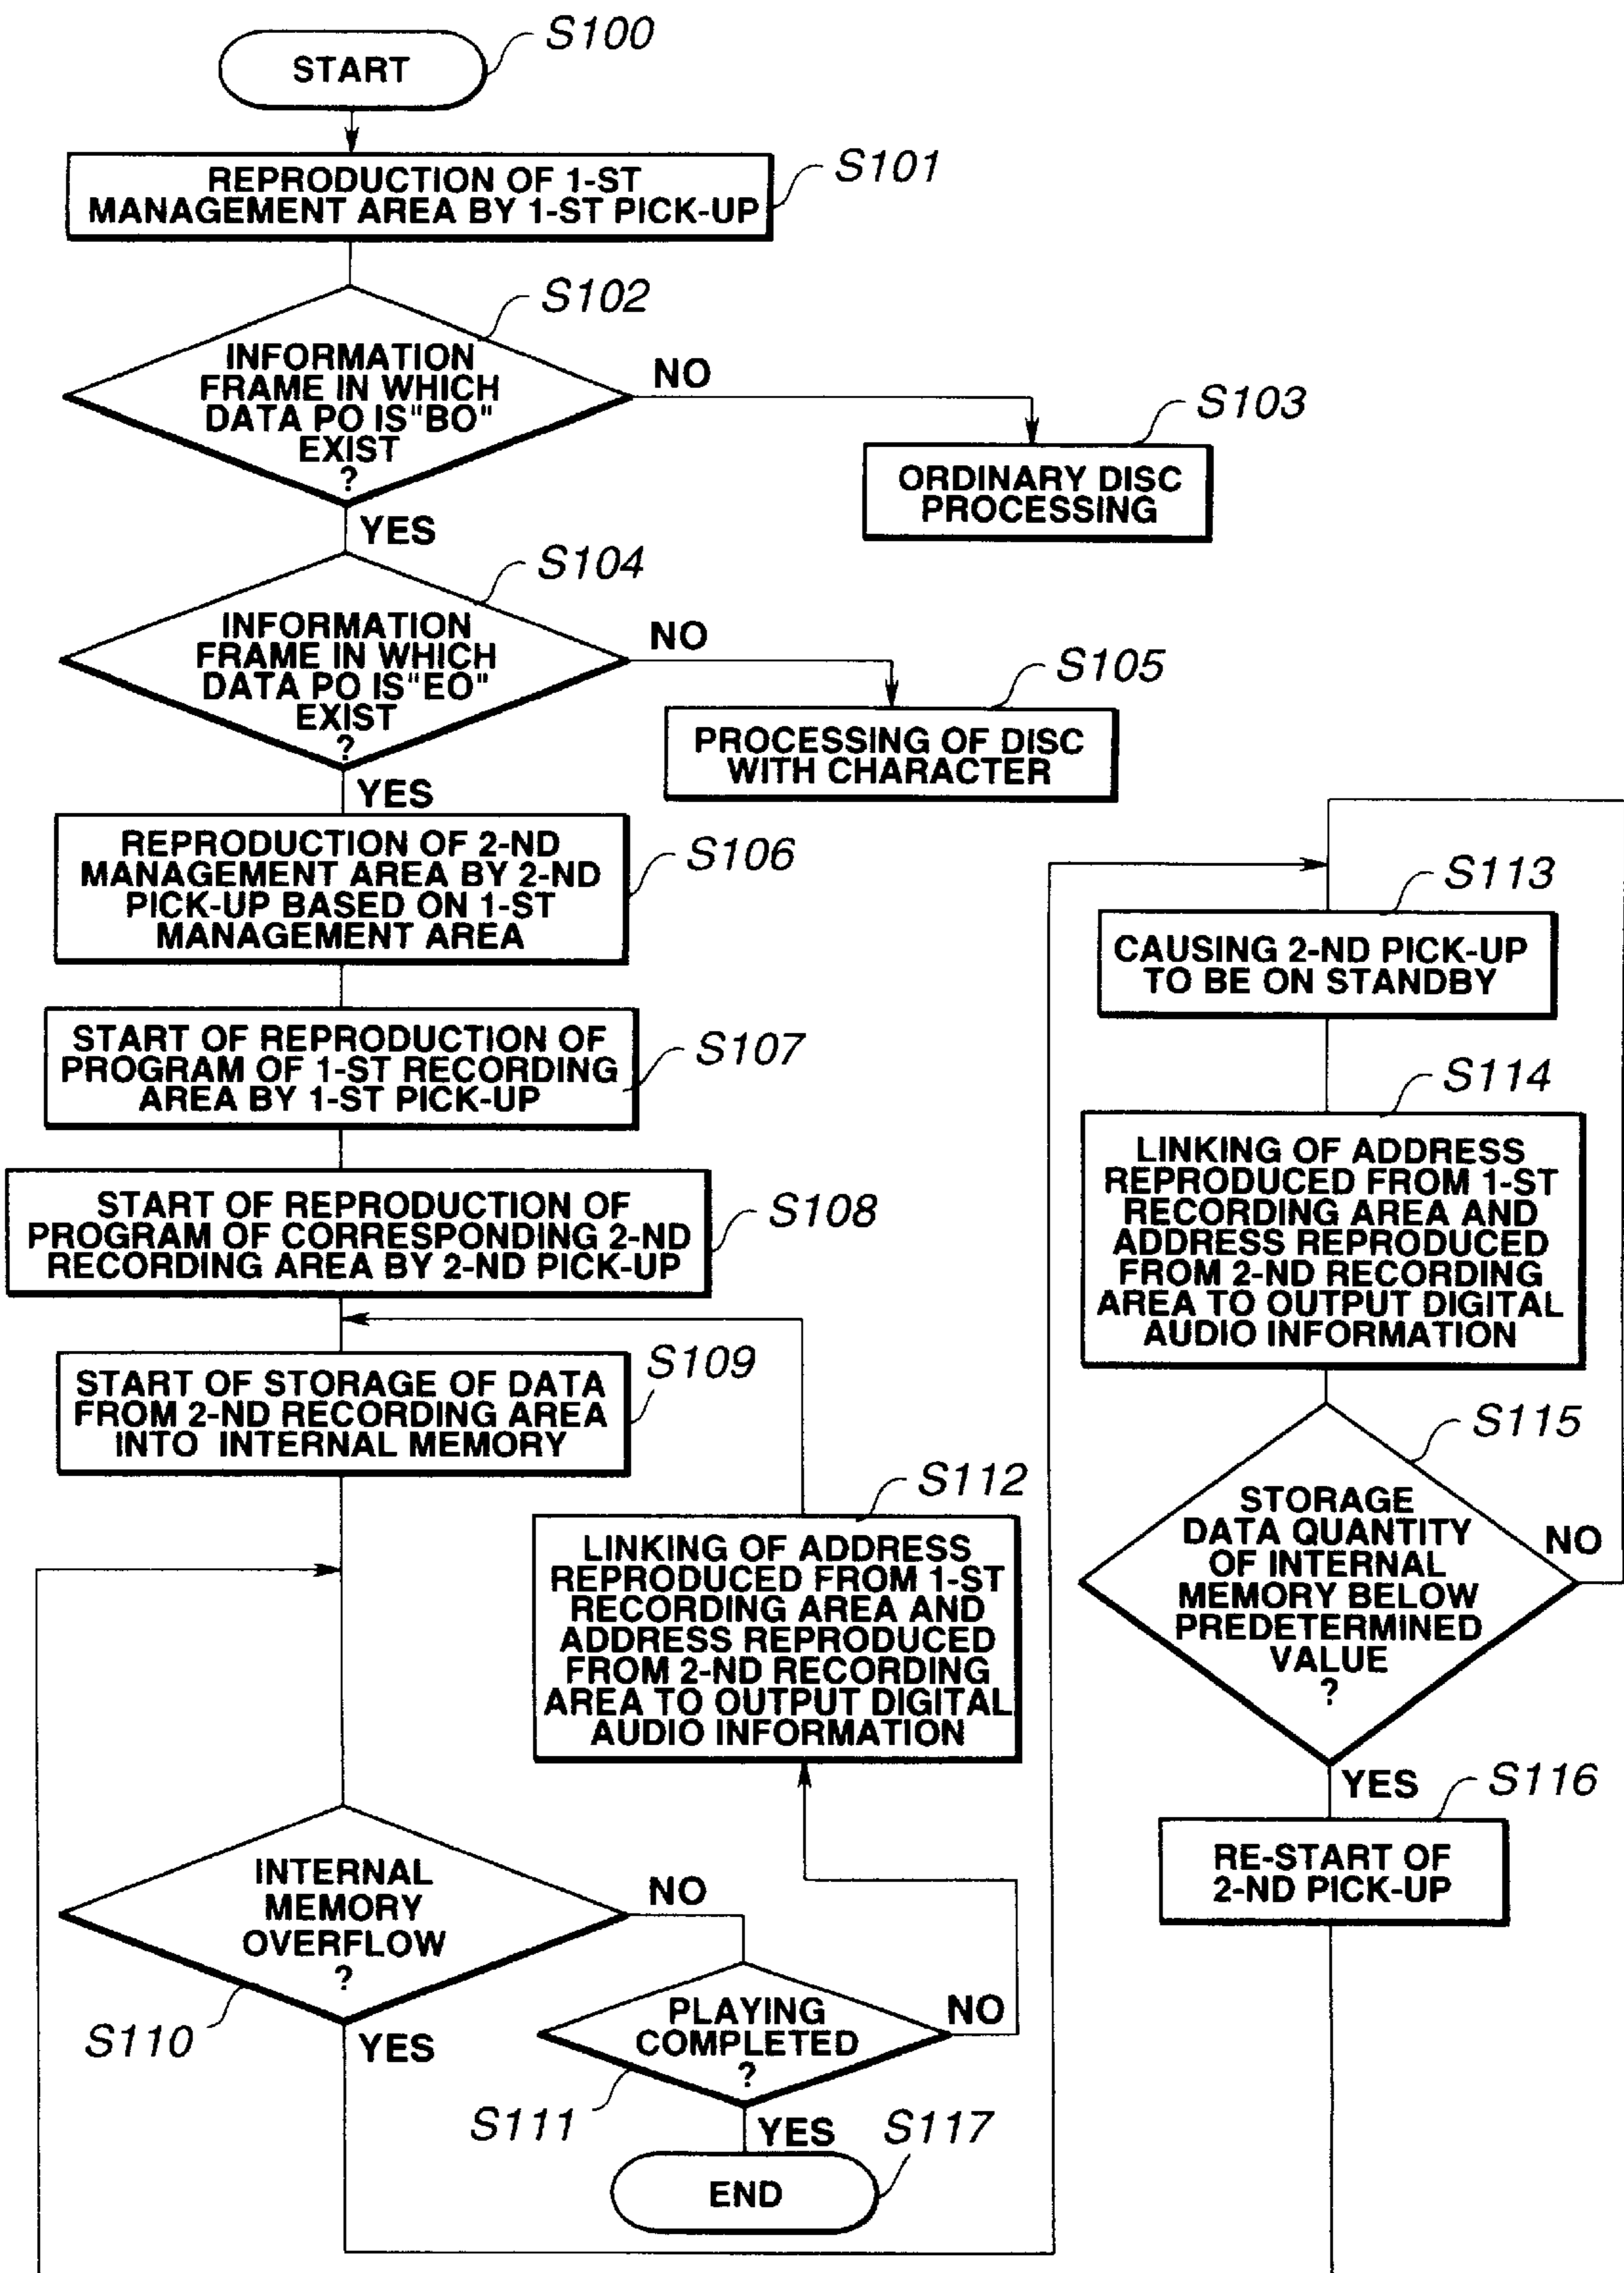 START
S100
REPRODUCTION OF 1-ST
MANAGEMENT AREA BY 1-ST PICK-UP
S101
INFORMATION
FRAME IN WHICH
DATA PO IS"BO"
EXIST
?
S102
NO
YES
ORDINARY DISC
PROCESSING
S103
INFORMATION
FRAME IN WHICH
DATA PO IS"EO"
EXIST
?
S104
NO
YES
PROCESSING OF DISC
WITH CHARACTER
S105
REPRODUCTION OF 2-ND
MANAGEMENT AREA BY 2-ND
PICK-UP BASED ON 1-ST
MANAGEMENT AREA
S106
START OF REPRODUCTION OF
PROGRAM OF 1-ST RECORDING
AREA BY 1-ST PICK-UP
S107
START OF REPRODUCTION OF
PROGRAM OF CORRESPONDING 2-ND
RECORDING AREA BY 2-ND PICK-UP
S108
START OF STORAGE OF DATA
FROM 2-ND RECORDING AREA
INTO INTERNAL MEMORY
S109
INTERNAL
MEMORY
OVERFLOW
?
S110
NO
YES
PLAYING
COMPLETED
?
S111
NO
YES
LINKING OF ADDRESS
REPRODUCED FROM 1-ST
RECORDING AREA AND
ADDRESS REPRODUCED
FROM 2-ND RECORDING
AREA TO OUTPUT DIGITAL
AUDIO INFORMATION
S112
END
S117
CAUSING 2-ND PICK-UP
TO BE ON STANDBY
S113
LINKING OF ADDRESS
REPRODUCED FROM 1-ST
RECORDING AREA AND
ADDRESS REPRODUCED
FROM 2-ND RECORDING
AREA TO OUTPUT DIGITAL
AUDIO INFORMATION
S114
STORAGE
DATA QUANTITY
OF INTERNAL
MEMORY BELOW
PREDETERMINED
VALUE
?
S115
NO
YES
RE-START OF
2-ND PICK-UP
S116